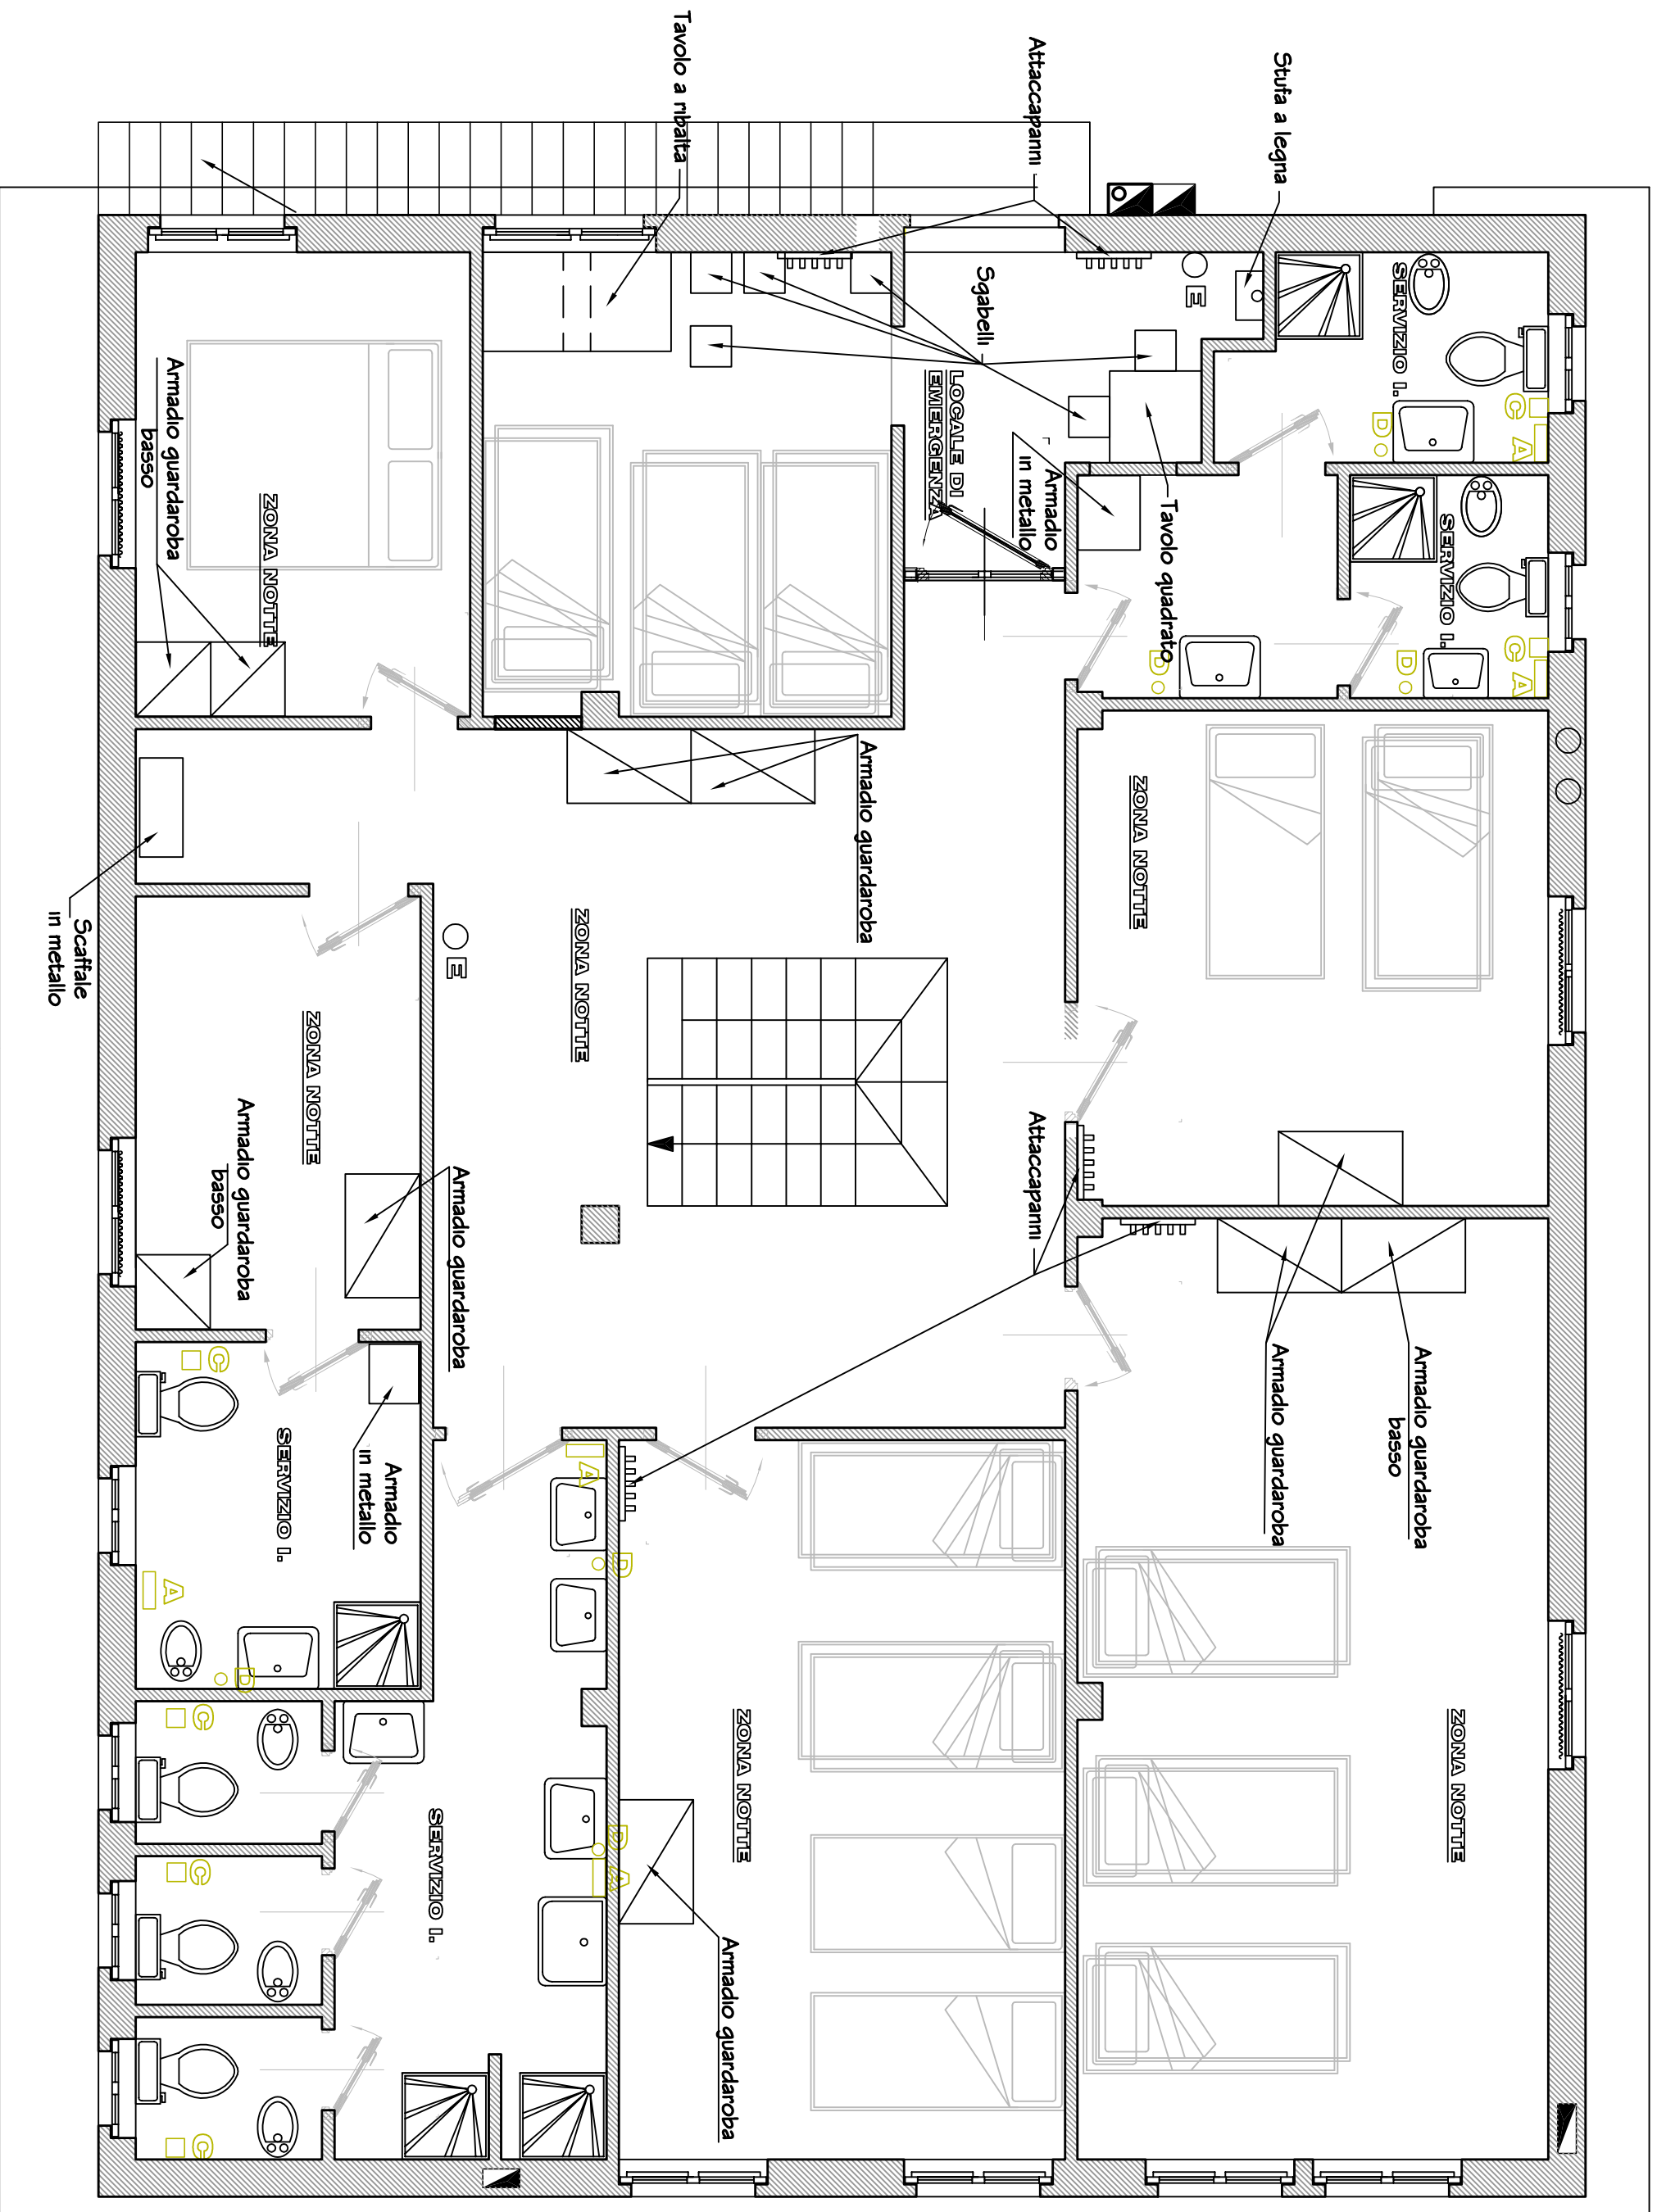 Tavolo a ribalta
Attaccapanni
Stufa a legna
SERVIZIO I.
C
A
D
E
Sgabelli
LOCALE DI
EMERGENZA
Armadio
in metallo
Tavolo quadrato
SERVIZIO I.
C
A
D
D
Armadio guardaroba
basso
ZONA NOTTE
Armadio guardaroba
ZONA NOTTE
ZONA NOTTE
E
Scaffale
in metallo
ZONA NOTTE
Armadio guardaroba
basso
Armadio guardaroba
Attaccapanni
Armadio guardaroba
Armadio guardaroba
basso
C
SERVIZIO I.
Armadio
in metallo
A
D
A
D
C
SERVIZIO I.
D
A
C
C
ZONA NOTTE
Armadio guardaroba
ZONA NOTTE